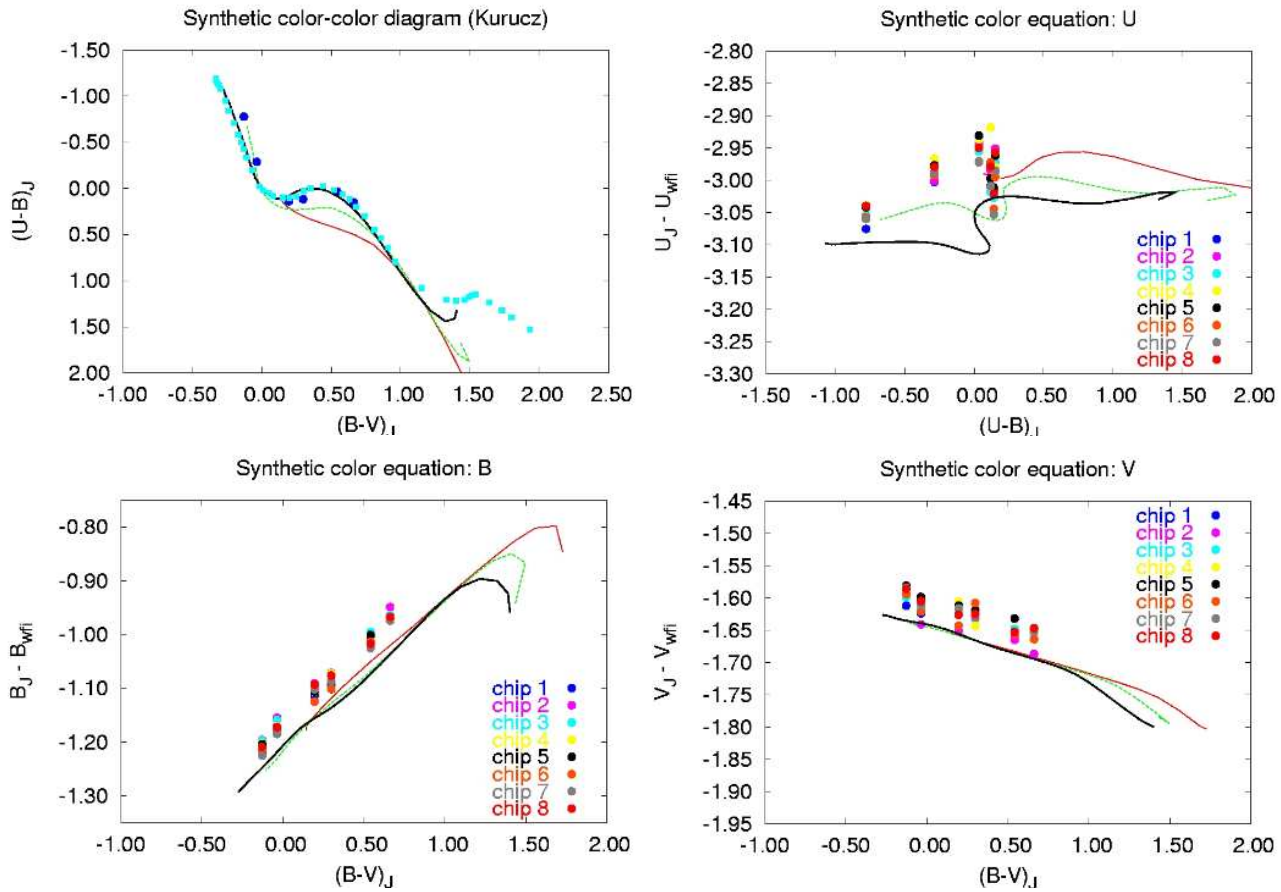 Synthetic color-color diagram (Kurucz)
(U-B)J
-1.50
-1.00
-0.50
0.00
0.50
1.00
1.50
2.00
-1.00 -0.50 0.00 0.50 1.00 1.50 2.00 2.50
(B-V)J
Synthetic color equation: U
UJ - Uwfi
-2.80
-2.85
-2.90
-2.95
-3.00
-3.05
-3.10
-3.15
-3.20
-3.25
-3.30
chip 1
chip 2
chip 3
chip 4
chip 5
chip 6
chip 7
chip 8
-1.50 -1.00 -0.50 0.00 0.50 1.00 1.50 2.00
(U-B)J
Synthetic color equation: B
BJ - Bwfi
-0.80
-0.90
-1.00
-1.10
-1.20
-1.30
chip 1
chip 2
chip 3
chip 4
chip 5
chip 6
chip 7
chip 8
-1.00 -0.50 0.00 0.50 1.00 1.50 2.00
(B-V)J
Synthetic color equation: V
VJ - Vwfi
-1.45
-1.50
-1.55
-1.60
-1.65
-1.70
-1.75
-1.80
-1.85
-1.90
-1.95
chip 1
chip 2
chip 3
chip 4
chip 5
chip 6
chip 7
chip 8
-1.00 -0.50 0.00 0.50 1.00 1.50 2.00
(B-V)J